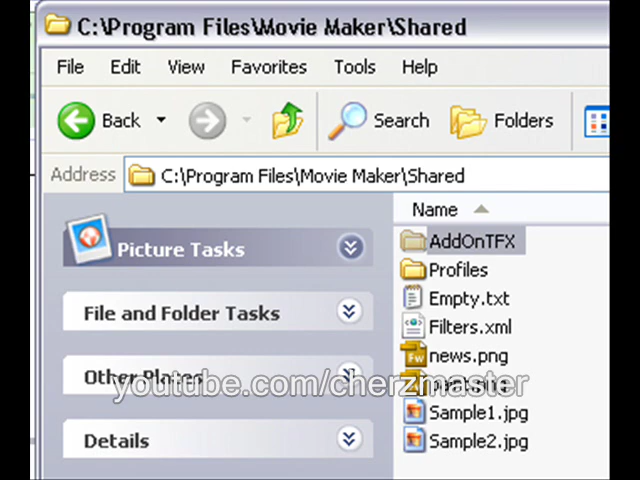 C:\Program Files\Movie Maker\Shared
File Edit View Favorites Tools Help
Back Search Folders
Address C:\Program Files\Movie Maker\Shared
Name
Picture Tasks
File and Folder Tasks
Other Places
Details
AddOnTFX
Profiles
Empty.txt
Filters.xml
news.png
Sample1.jpg
Sample2.jpg
youtube.com/cherzmaster